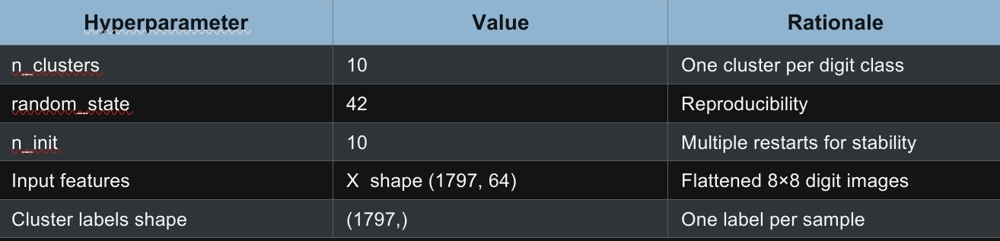 Hyperparameter Value Rationale
n_clusters 10 One cluster per digit class
random_state 42 Reproducibility
n_init 10 Multiple restarts for stability
Input features X shape (1797, 64) Flattened 8×8 digit images
Cluster labels shape (1797,) One label per sample